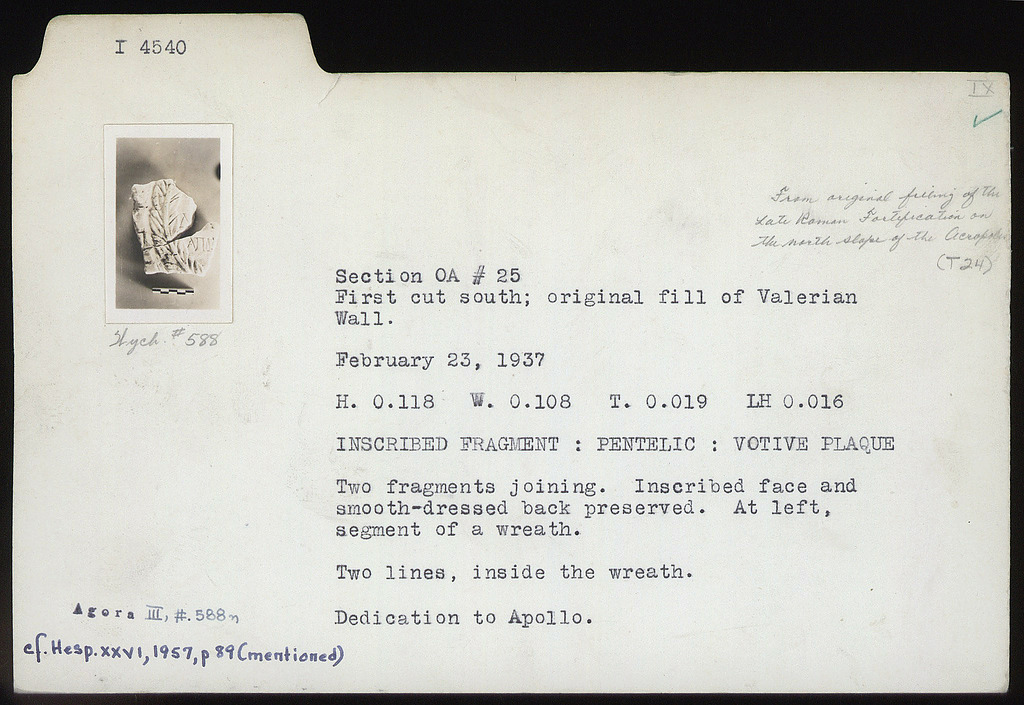 I 4540
IX
From original filling of the
Late Roman Fortification on
the north slope of the Acropolis
(T 24)
Section OA # 25
First cut south; original fill of Valerian
Wall.
Wych. # 588
February 23, 1937
H. 0.118 W. 0.108 T. 0.019 LH 0.016
INSCRIBED FRAGMENT : PENTELIC : VOTIVE PLAQUE
Two fragments joining. Inscribed face and
smooth-dressed back preserved. At left,
segment of a wreath.
Two lines, inside the wreath.
Dedication to Apollo.
Agora III, #.588n
cf. Hesp. XXVI, 1957, p 89 (mentioned)